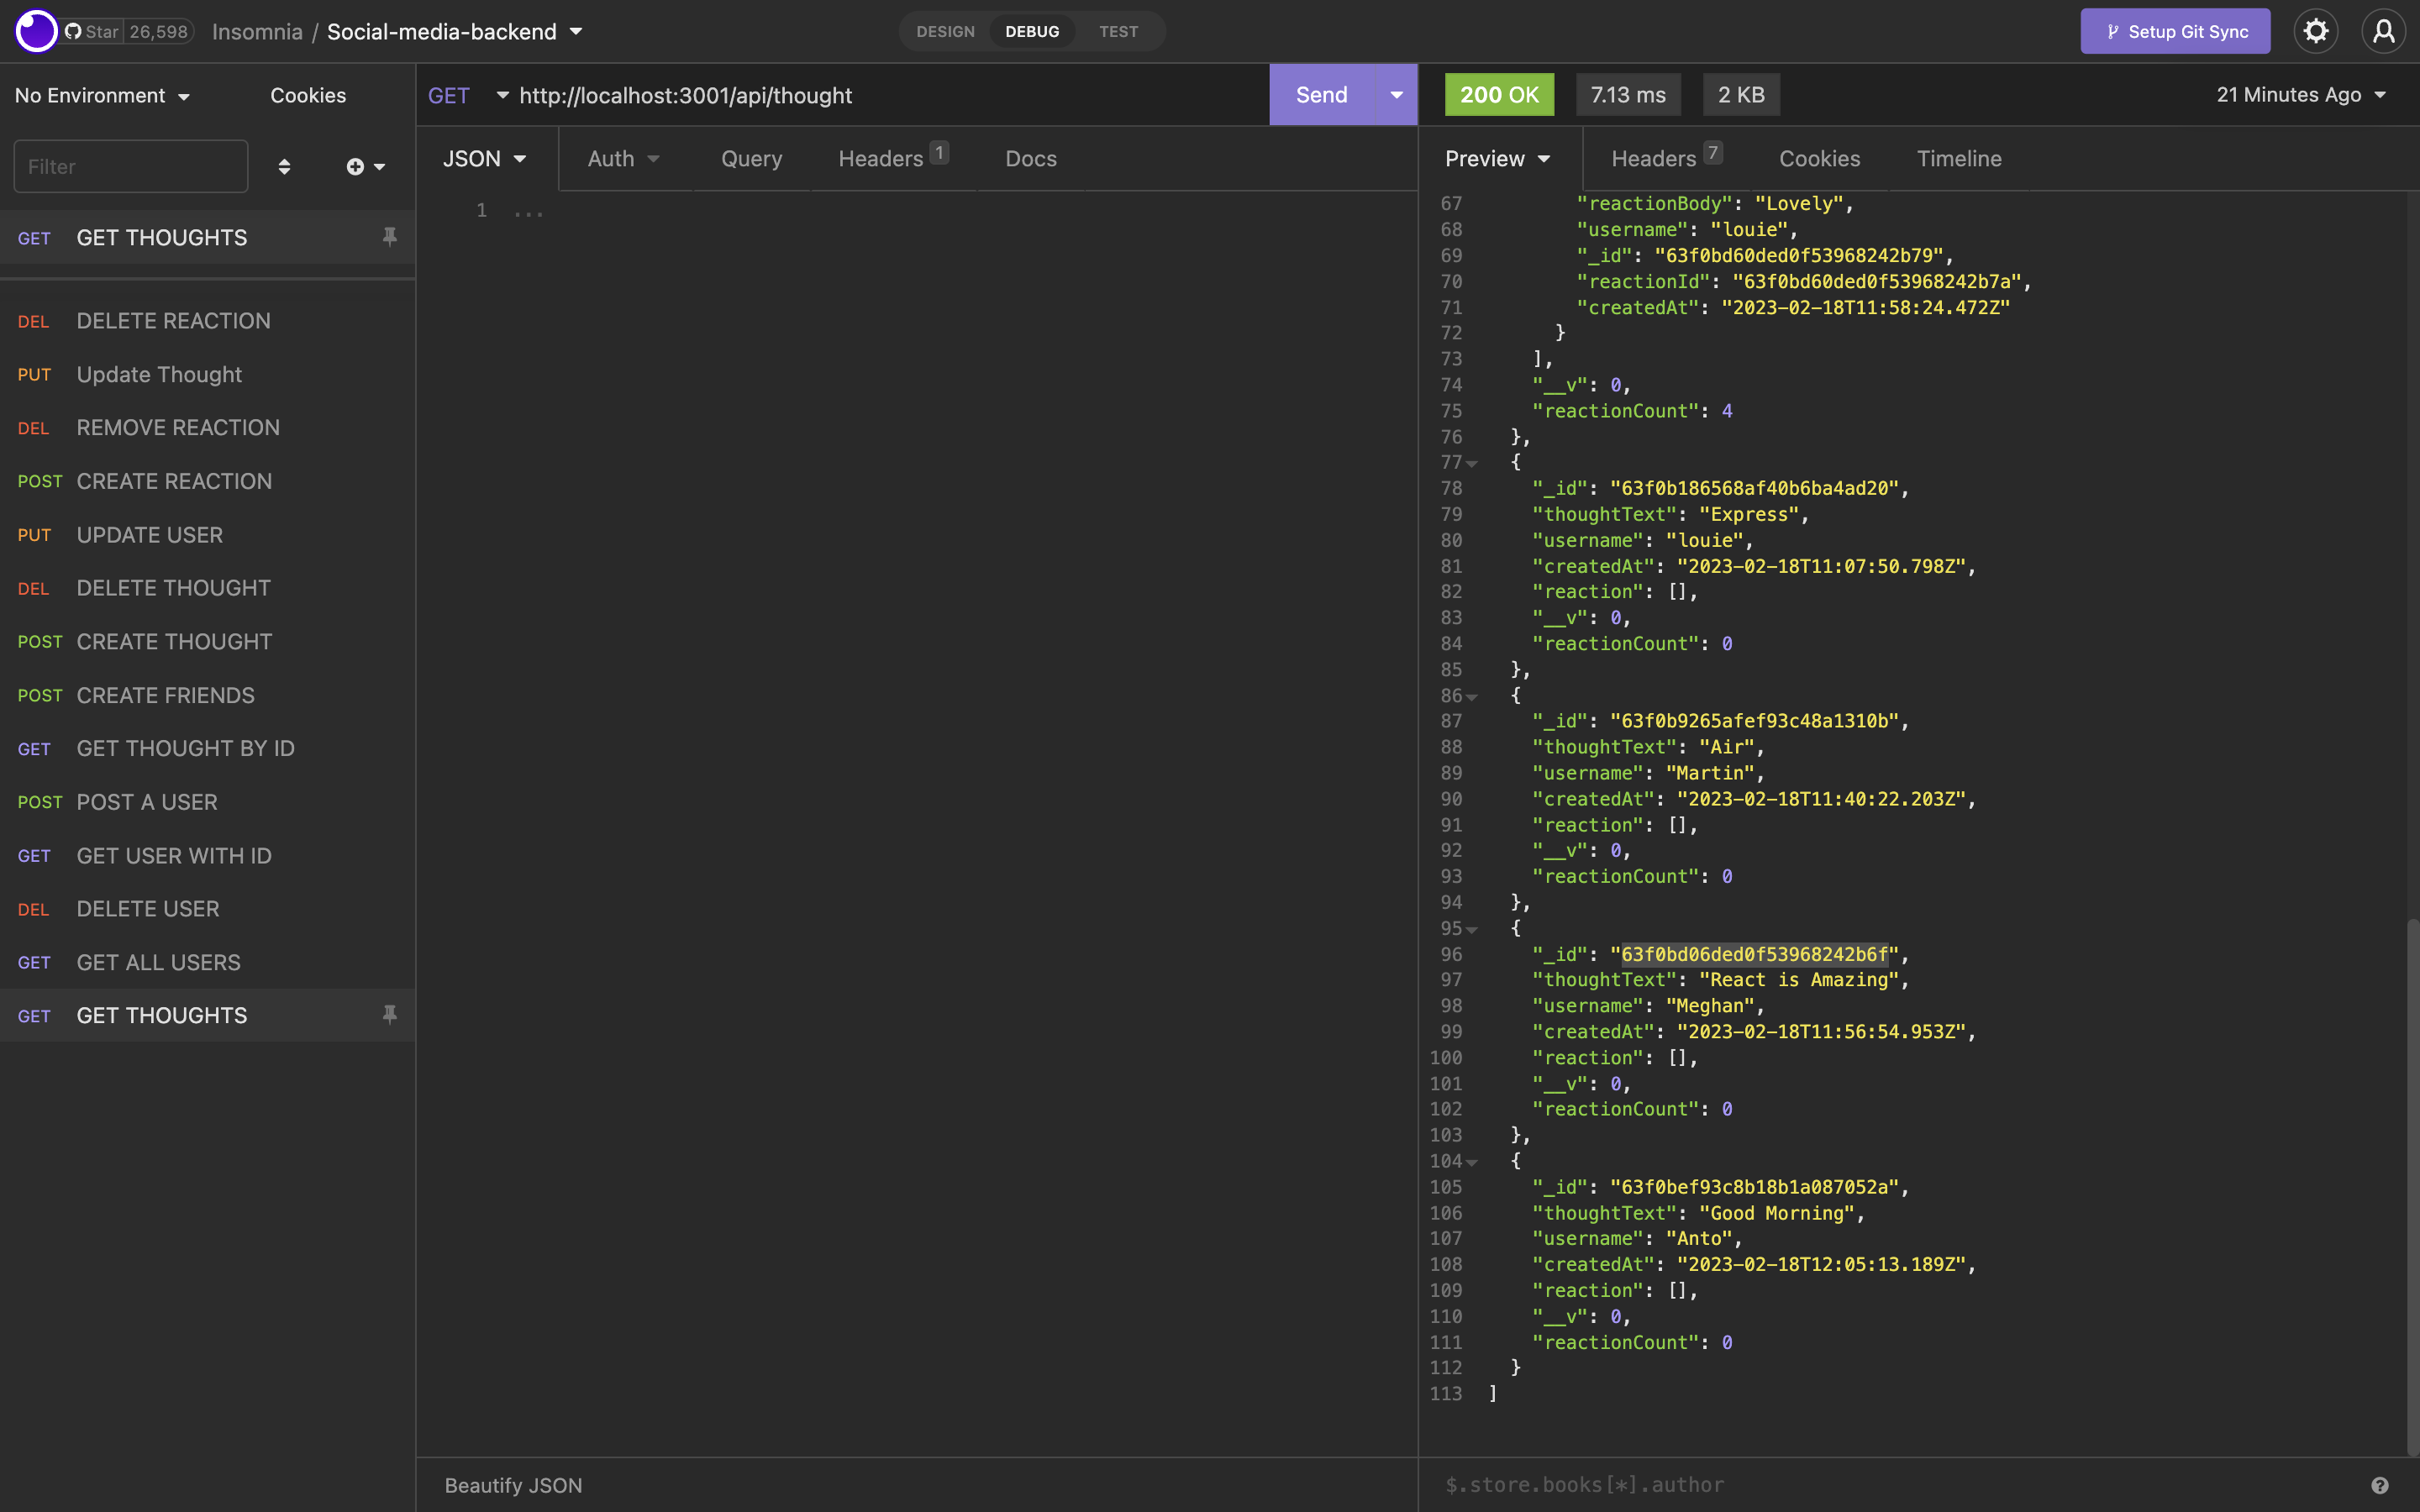 Star 26,598 Insomnia / Social-media-backend
DESIGN DEBUG TEST
Setup Git Sync
No Environment Cookies
GET http://localhost:3001/api/thought Send
200 OK 7.13 ms 2 KB 21 Minutes Ago
Filter
GET GET THOUGHTS
DEL DELETE REACTION
PUT Update Thought
DEL REMOVE REACTION
POST CREATE REACTION
PUT UPDATE USER
DEL DELETE THOUGHT
POST CREATE THOUGHT
POST CREATE FRIENDS
GET GET THOUGHT BY ID
POST POST A USER
GET GET USER WITH ID
DEL DELETE USER
GET GET ALL USERS
GET GET THOUGHTS
JSON Auth Query Headers 1 Docs
1 ...
Beautify JSON
Preview Headers 7 Cookies Timeline
67 "reactionBody": "Lovely",
68 "username": "louie",
69 "_id": "63f0bd60ded0f53968242b79",
70 "reactionId": "63f0bd60ded0f53968242b7a",
71 "createdAt": "2023-02-18T11:58:24.472Z"
72 }
73 ],
74 "__v": 0,
75 "reactionCount": 4
76 },
77 {
78 "_id": "63f0b186568af40b6ba4ad20",
79 "thoughtText": "Express",
80 "username": "louie",
81 "createdAt": "2023-02-18T11:07:50.798Z",
82 "reaction": [],
83 "__v": 0,
84 "reactionCount": 0
85 },
86 {
87 "_id": "63f0b9265afef93c48a1310b",
88 "thoughtText": "Air",
89 "username": "Martin",
90 "createdAt": "2023-02-18T11:40:22.203Z",
91 "reaction": [],
92 "__v": 0,
93 "reactionCount": 0
94 },
95 {
96 "_id": "63f0bd06ded0f53968242b6f",
97 "thoughtText": "React is Amazing",
98 "username": "Meghan",
99 "createdAt": "2023-02-18T11:56:54.953Z",
100 "reaction": [],
101 "__v": 0,
102 "reactionCount": 0
103 },
104 {
105 "_id": "63f0bef93c8b18b1a087052a",
106 "thoughtText": "Good Morning",
107 "username": "Anto",
108 "createdAt": "2023-02-18T12:05:13.189Z",
109 "reaction": [],
110 "__v": 0,
111 "reactionCount": 0
112 }
113 ]
$.store.books[*].author